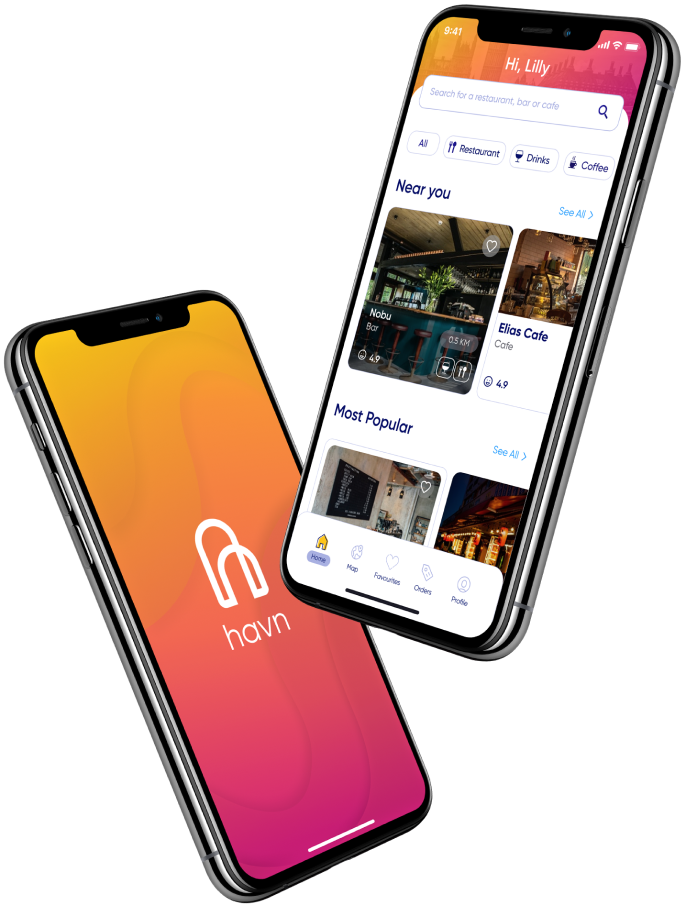 9:41
Hi, Lilly
Search for a restaurant, bar or cafe
All
Restaurant
Drinks
Coffee
Near you
See All
Nobu
Bar
0.5 KM
4.9
Elias Cafe
Cafe
4.9
Most Popular
See All
Home
Map
Favourites
Orders
Profile
havn